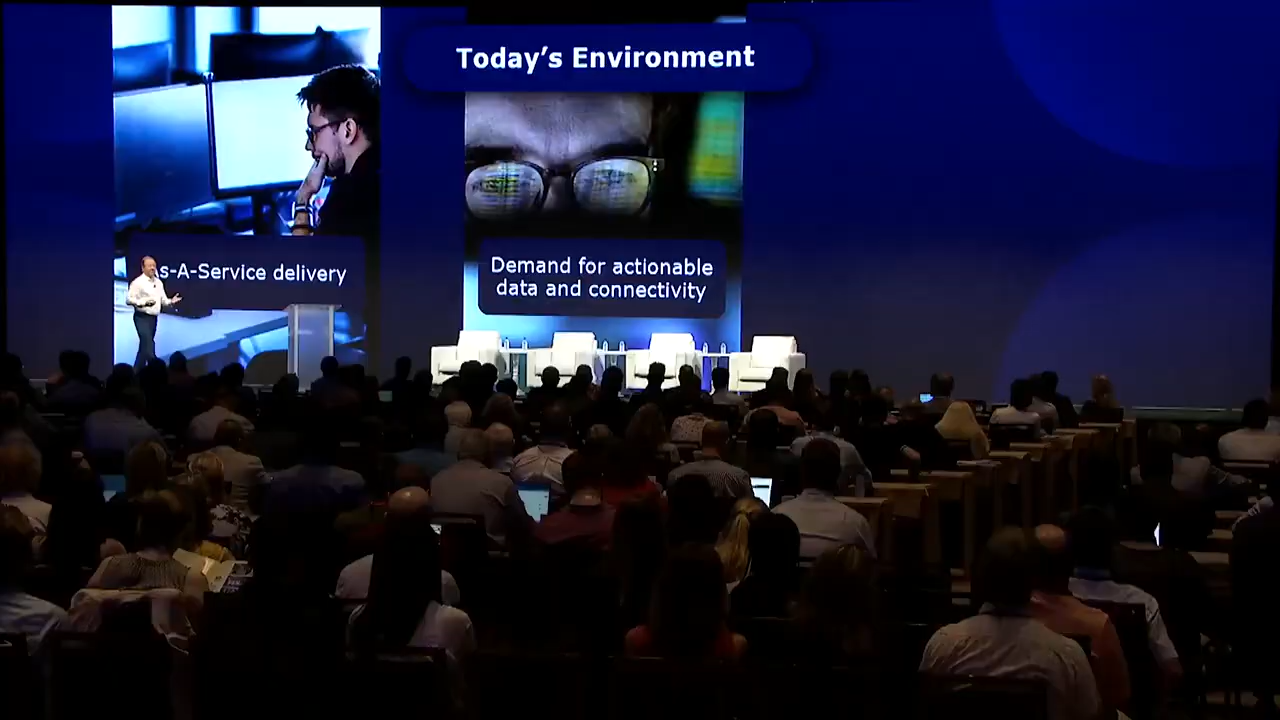 Today’s Environment
s-A-Service delivery
Demand for actionable
data and connectivity